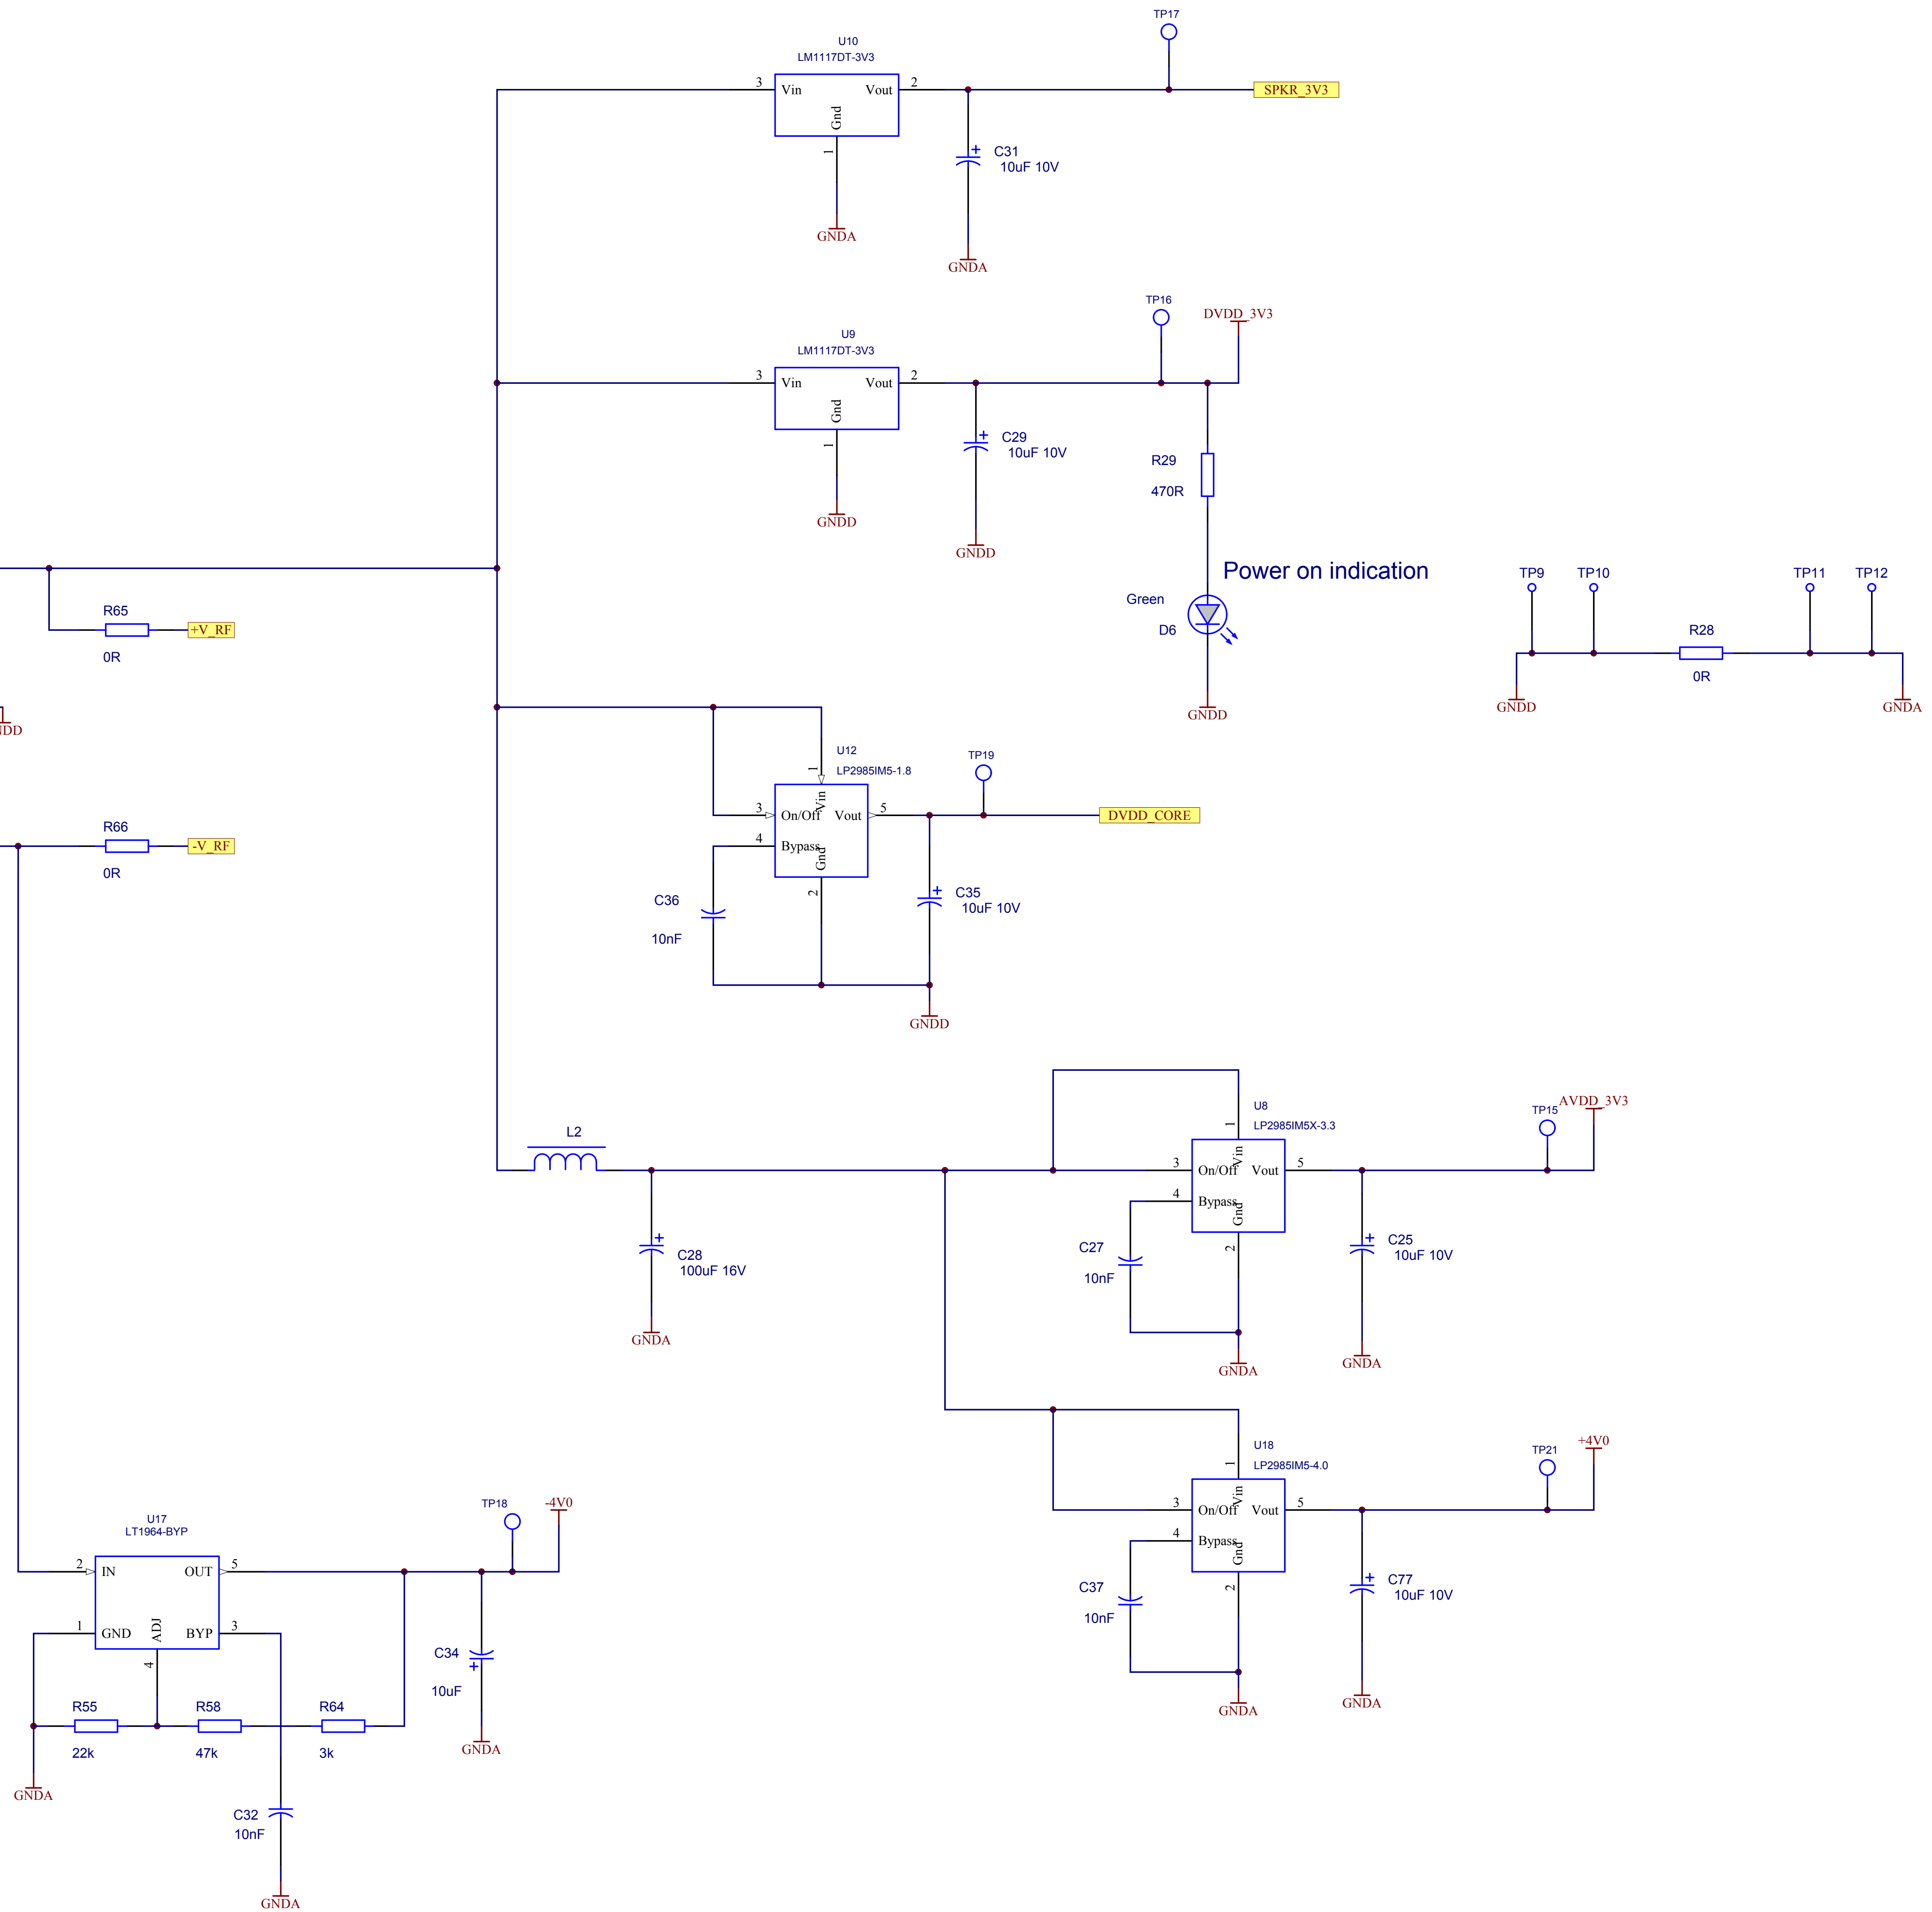 TP17
U10
LM1117DT-3V3
3
Vin
Vout
2
SPKR_3V3
Gnd
1
C31
10uF 10V
GNDA
GNDA
TP16
DVDD_3V3
U9
LM1117DT-3V3
3
Vin
Vout
2
Gnd
1
C29
10uF 10V
R29
470R
GNDD
GNDD
Power on indication
Green
D6
GNDD
TP9
TP10
TP11
TP12
R28
0R
GNDD
GNDA
R65
+V_RF
0R
NDD
R66
-V_RF
0R
U12
LP2985IM5-1.8
TP19
1
Vin
3
On/Off
Vout
5
DVDD_CORE
4
Bypass
Gnd
2
C36
10nF
C35
10uF 10V
GNDD
L2
C28
100uF 16V
GNDA
U8
LP2985IM5X-3.3
TP15
AVDD_3V3
1
Vin
3
On/Off
Vout
5
4
Bypass
Gnd
2
C27
10nF
C25
10uF 10V
GNDA
GNDA
U18
LP2985IM5-4.0
TP21
+4V0
1
Vin
3
On/Off
Vout
5
4
Bypass
Gnd
2
C37
10nF
C77
10uF 10V
GNDA
GNDA
U17
LT1964-BYP
TP18
-4V0
2
IN
OUT
5
1
GND
ADJ
BYP
3
4
C34
10uF
GNDA
R55
22k
R58
47k
R64
3k
GNDA
C32
10nF
GNDA